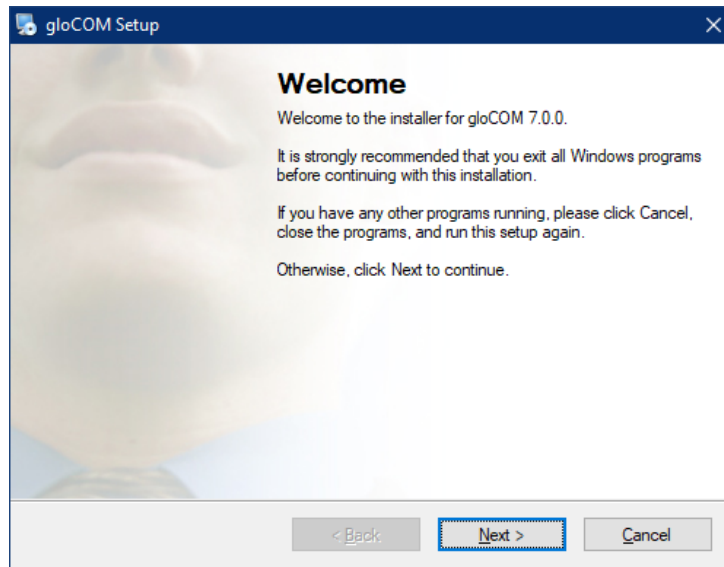 gloCOM Setup
Welcome
Welcome to the installer for gloCOM 7.0.0.
It is strongly recommended that you exit all Windows programs
before continuing with this installation.
If you have any other programs running, please click Cancel,
close the programs, and run this setup again.
Otherwise, click Next to continue.
< Back
Next >
Cancel